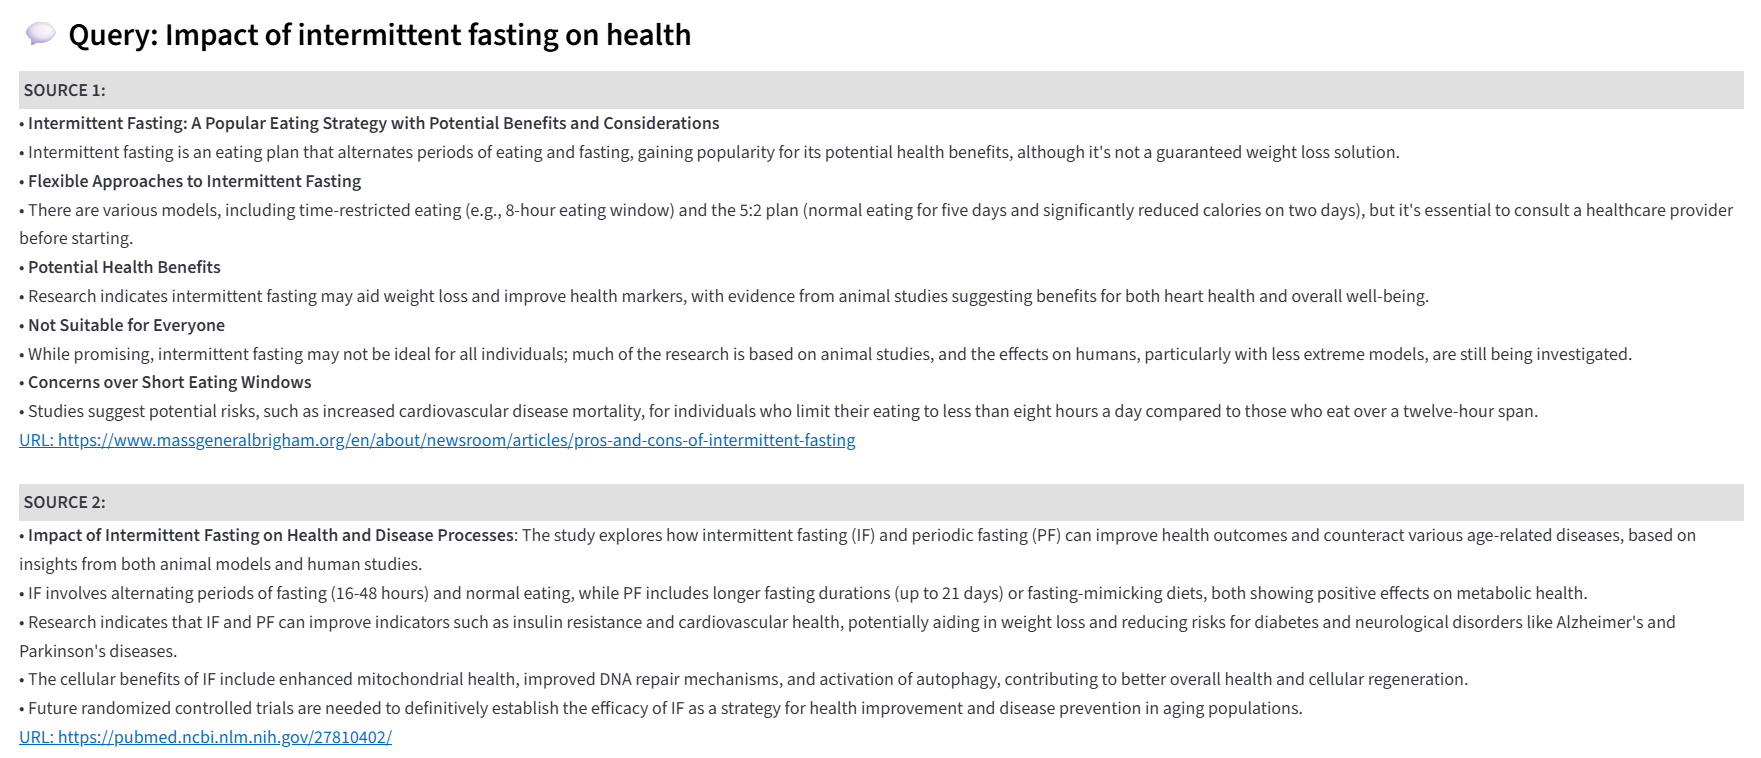 Query: Impact of intermittent fasting on health
SOURCE 1:
• Intermittent Fasting: A Popular Eating Strategy with Potential Benefits and Considerations
• Intermittent fasting is an eating plan that alternates periods of eating and fasting, gaining popularity for its potential health benefits, although it's not a guaranteed weight loss solution.
• Flexible Approaches to Intermittent Fasting
• There are various models, including time-restricted eating (e.g., 8-hour eating window) and the 5:2 plan (normal eating for five days and significantly reduced calories on two days), but it's essential to consult a healthcare provider
before starting.
• Potential Health Benefits
• Research indicates intermittent fasting may aid weight loss and improve health markers, with evidence from animal studies suggesting benefits for both heart health and overall well-being.
• Not Suitable for Everyone
• While promising, intermittent fasting may not be ideal for all individuals; much of the research is based on animal studies, and the effects on humans, particularly with less extreme models, are still being investigated.
• Concerns over Short Eating Windows
• Studies suggest potential risks, such as increased cardiovascular disease mortality, for individuals who limit their eating to less than eight hours a day compared to those who eat over a twelve-hour span.
URL: https://www.massgeneralbrigham.org/en/about/newsroom/articles/pros-and-cons-of-intermittent-fasting
SOURCE 2:
• Impact of Intermittent Fasting on Health and Disease Processes: The study explores how intermittent fasting (IF) and periodic fasting (PF) can improve health outcomes and counteract various age-related diseases, based on
insights from both animal models and human studies.
• IF involves alternating periods of fasting (16-48 hours) and normal eating, while PF includes longer fasting durations (up to 21 days) or fasting-mimicking diets, both showing positive effects on metabolic health.
• Research indicates that IF and PF can improve indicators such as insulin resistance and cardiovascular health, potentially aiding in weight loss and reducing risks for diabetes and neurological disorders like Alzheimer's and
Parkinson's diseases.
• The cellular benefits of IF include enhanced mitochondrial health, improved DNA repair mechanisms, and activation of autophagy, contributing to better overall health and cellular regeneration.
• Future randomized controlled trials are needed to definitively establish the efficacy of IF as a strategy for health improvement and disease prevention in aging populations.
URL: https://pubmed.ncbi.nlm.nih.gov/27810402/